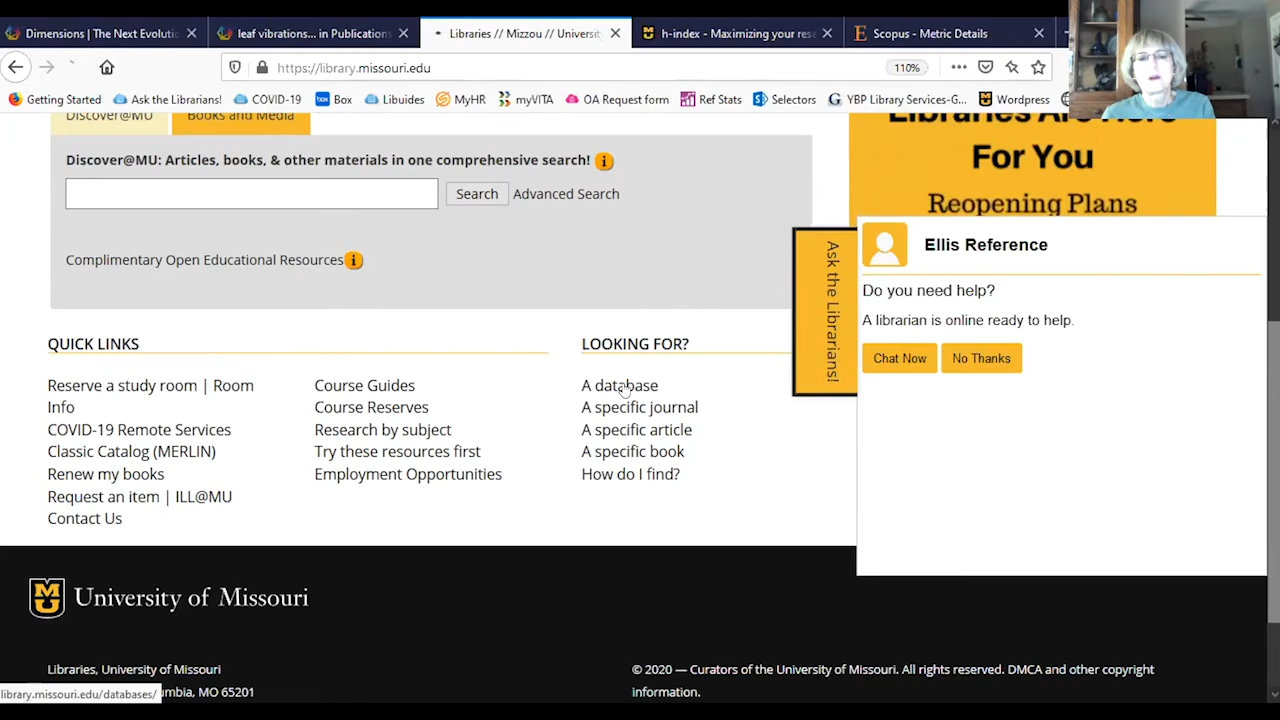 Dimensions | The Next Evolutio
leaf vibrations... in Publications
Libraries // Mizzou // University
h-index - Maximizing your rese
Scopus - Metric Details
https://library.missouri.edu
110%
Getting Started
Ask the Librarians!
COVID-19
Box
Libuides
MyHR
myVITA
OA Request form
Ref Stats
Selectors
YBP Library Services-G...
Wordpress
Discover@MU
Books and Media
Discover@MU: Articles, books, & other materials in one comprehensive search!
Search
Advanced Search
Complimentary Open Educational Resources
Libraries Are Here
For You
Reopening Plans
Ask the Librarians!
Ellis Reference
Do you need help?
A librarian is online ready to help.
Chat Now
No Thanks
QUICK LINKS
Reserve a study room | Room
Info
COVID-19 Remote Services
Classic Catalog (MERLIN)
Renew my books
Request an item | ILL@MU
Contact Us
Course Guides
Course Reserves
Research by subject
Try these resources first
Employment Opportunities
LOOKING FOR?
A database
A specific journal
A specific article
A specific book
How do I find?
University of Missouri
Libraries, University of Missouri
umbia, MO 65201
© 2020 — Curators of the University of Missouri. All rights reserved. DMCA and other copyright
information.
library.missouri.edu/databases/